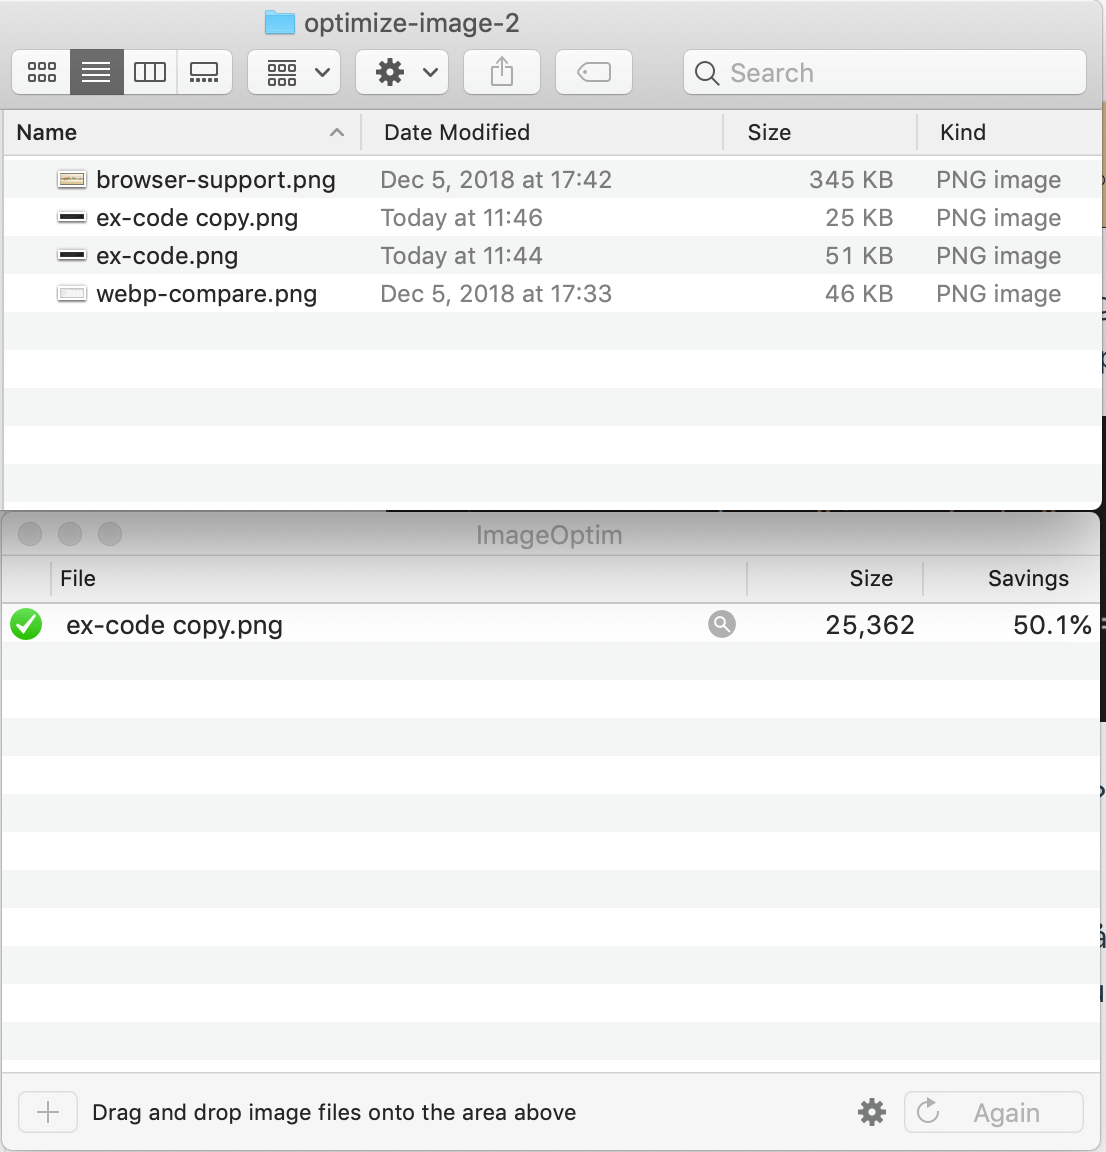 optimize-image-2
Search
Name Date Modified Size Kind
browser-support.png Dec 5, 2018 at 17:42 345 KB PNG image
ex-code copy.png Today at 11:46 25 KB PNG image
ex-code.png Today at 11:44 51 KB PNG image
webp-compare.png Dec 5, 2018 at 17:33 46 KB PNG image
ImageOptim
File Size Savings
ex-code copy.png 25,362 50.1%
Drag and drop image files onto the area above Again